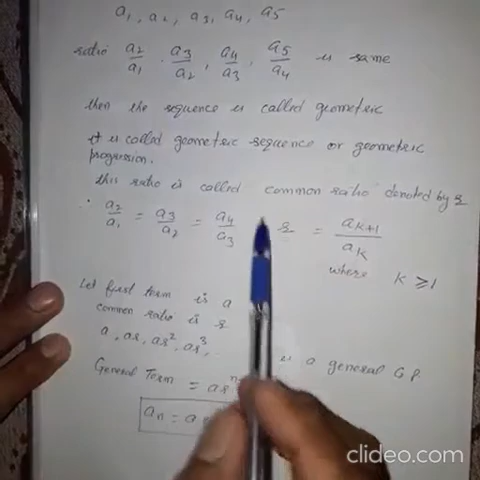 a₁, a₂, a₃, a₄, a₅
ratio a₂/a₁ . a₃/a₂, a₄/a₃, a₅/a₄ is same
then the sequence is called geometric
it is called geometric sequence or geometric
progression.
this ratio is called common ratio denoted by r
∴ a₂/a₁ = a₃/a₂ = a₄/a₃ r = aₖ₊₁/aₖ
where k ≥ 1
Let first term is a
common ratio is r
a, ar, ar², ar³, is a general GP
General Term = arⁿ
aₙ = a
clideo.com